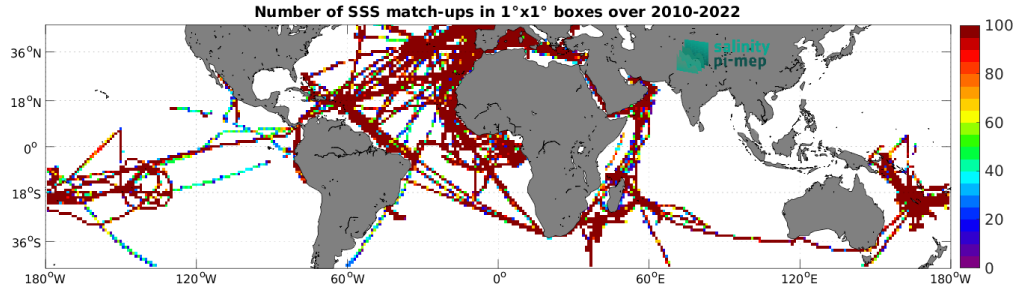 Number of SSS match-ups in 1°x1° boxes over 2010-2022
salinity
pi-mep
36°N
18°N
0°
18°S
36°S
180°W
120°W
60°W
0°
60°E
120°E
180°W
100
80
60
40
20
0